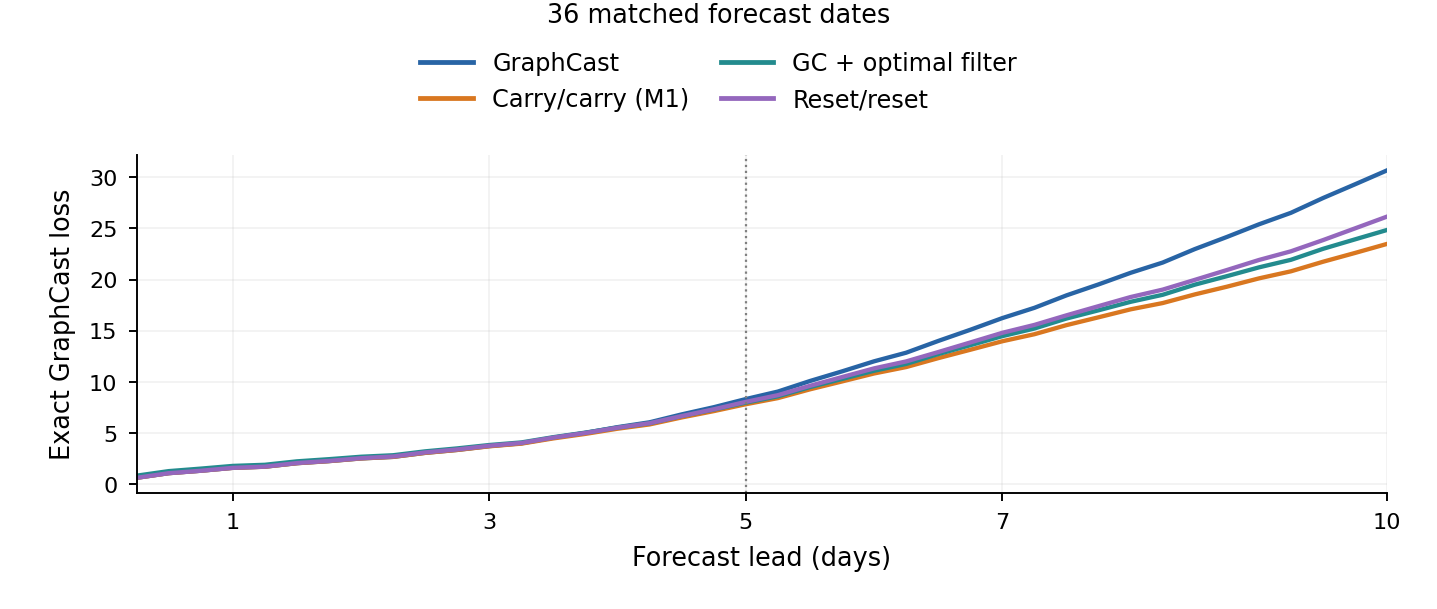 36 matched forecast dates
GraphCast
GC + optimal filter
Carry/carry (M1)
Reset/reset
Exact GraphCast loss
30
25
20
15
10
5
0
1
3
5
7
10
Forecast lead (days)